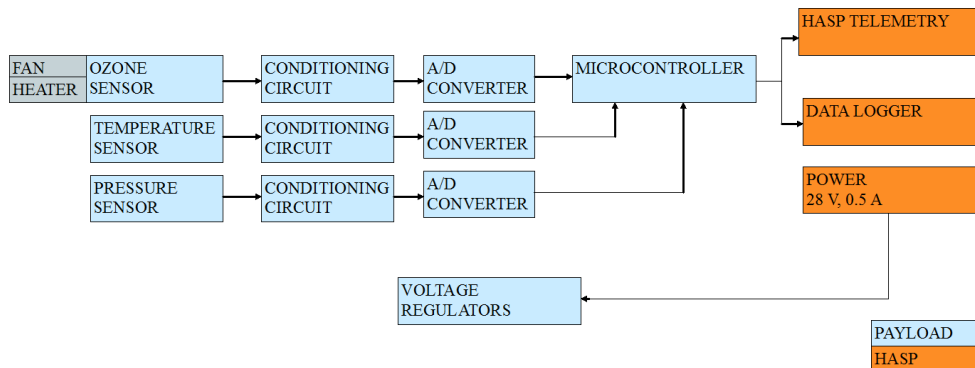 HASP TELEMETRY
FAN
HEATER
OZONE
SENSOR
CONDITIONING
CIRCUIT
A/D
CONVERTER
MICROCONTROLLER
DATA LOGGER
TEMPERATURE
SENSOR
CONDITIONING
CIRCUIT
A/D
CONVERTER
PRESSURE
SENSOR
CONDITIONING
CIRCUIT
A/D
CONVERTER
POWER
28 V, 0.5 A
VOLTAGE
REGULATORS
PAYLOAD
HASP